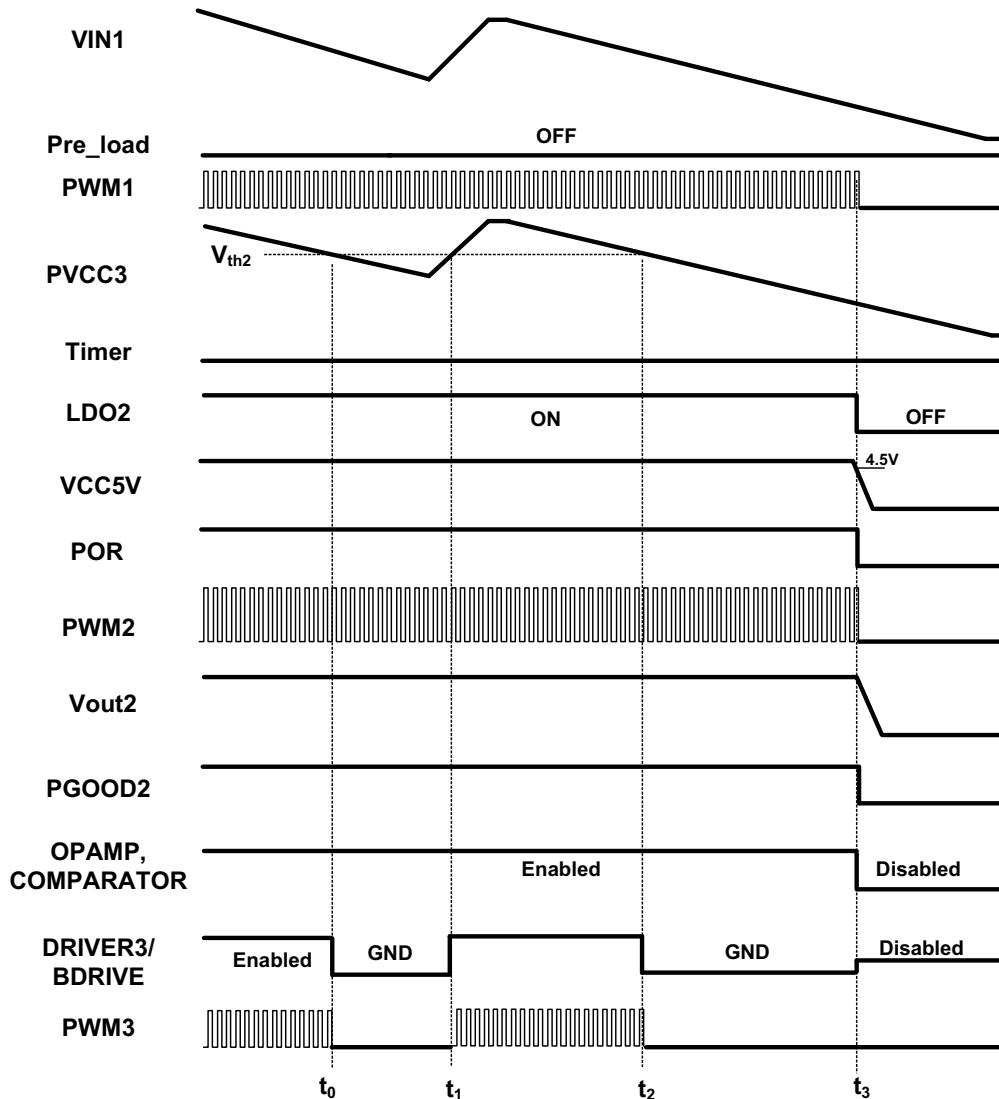 VIN1
OFF
Pre_load
PWM1
Vth2
PVCC3
Timer
LDO2
ON
OFF
4.5V
VCC5V
POR
PWM2
Vout2
PGOOD2
OPAMP,
COMPARATOR
Enabled
Disabled
DRIVER3/
BDRIVE
Enabled
GND
GND
Disabled
PWM3
t0
t1
t2
t3